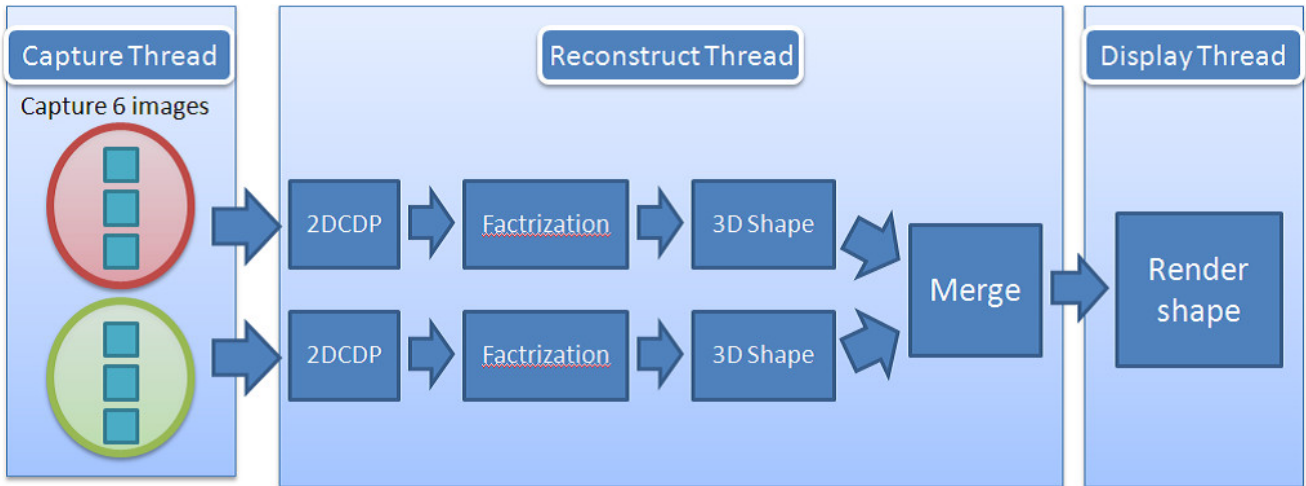 Capture Thread
Reconstruct Thread
Display Thread
Capture 6 images
2DCDP
Factrization
3D Shape
2DCDP
Factrization
3D Shape
Merge
Render
shape